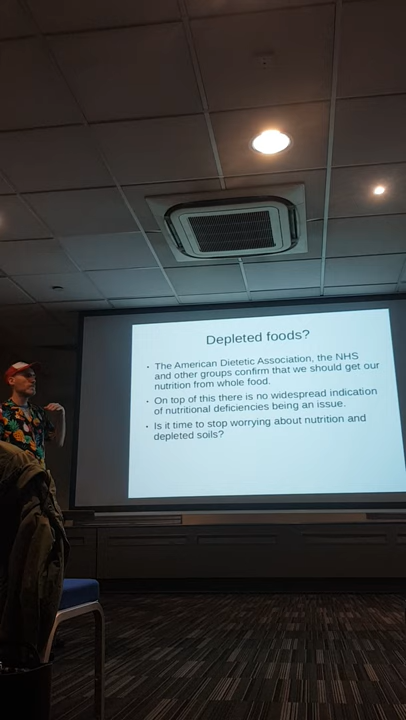 Depleted foods?
• The American Dietetic Association, the NHS
and other groups confirm that we should get our
nutrition from whole food.
• On top of this there is no widespread indication
of nutritional deficiencies being an issue.
• Is it time to stop worrying about nutrition and
depleted soils?